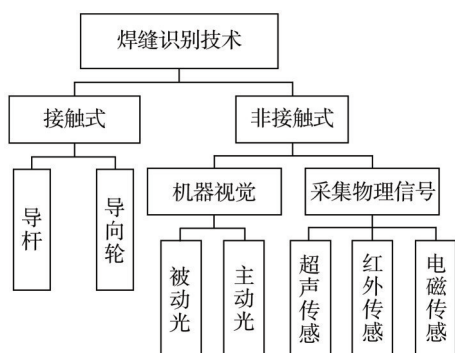 焊缝识别技术
接触式
非接触式
导杆
导向轮
机器视觉
采集物理信号
被动光
主动光
超声传感
红外传感
电磁传感